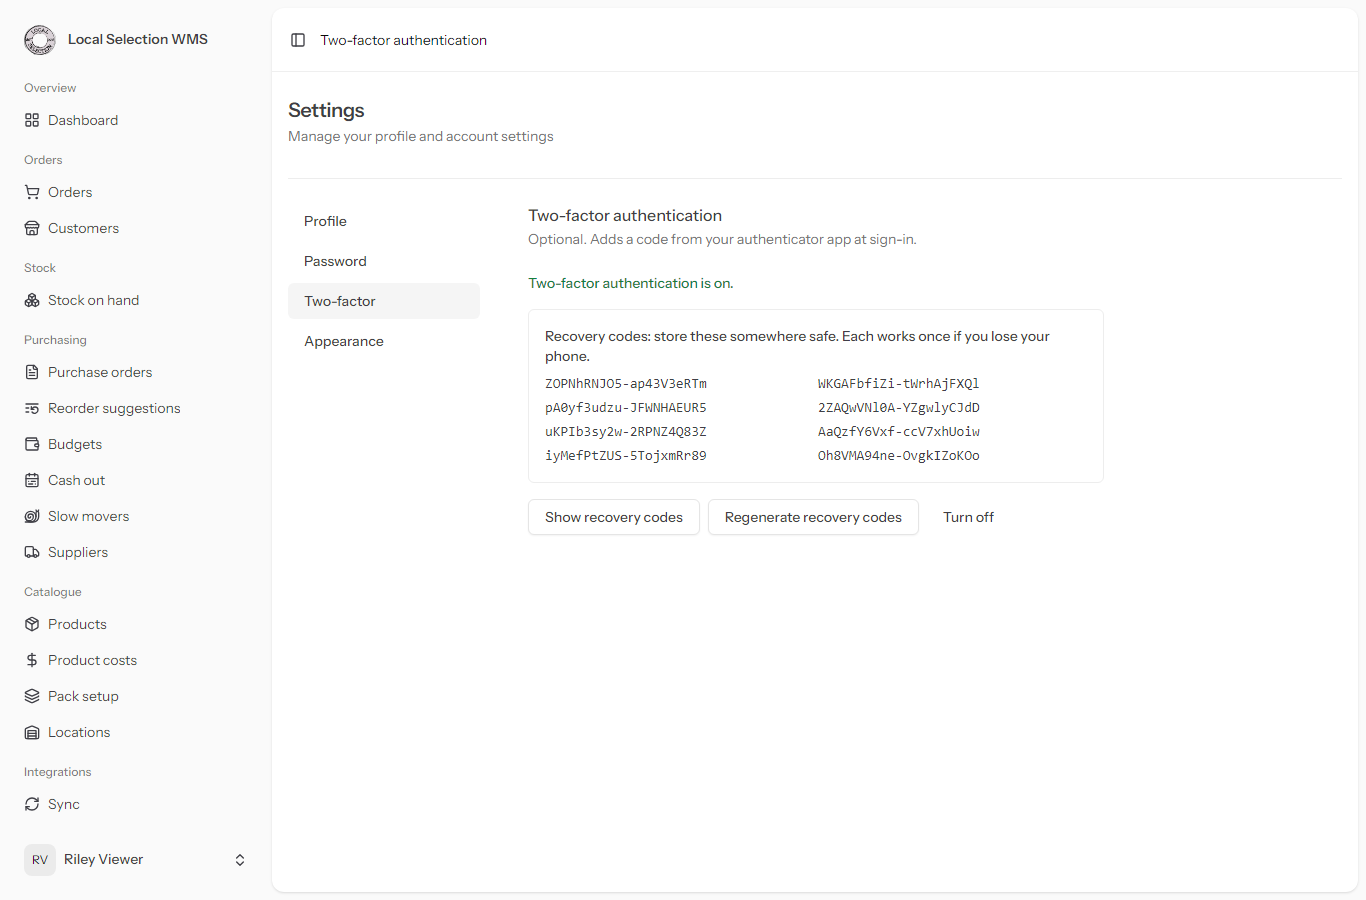 Local Selection WMS
Overview
Dashboard
Orders
Orders
Customers
Stock
Stock on hand
Purchasing
Purchase orders
Reorder suggestions
Budgets
Cash out
Slow movers
Suppliers
Catalogue
Products
Product costs
Pack setup
Locations
Integrations
Sync
RV Riley Viewer
Two-factor authentication
Settings
Manage your profile and account settings
Profile
Password
Two-factor
Appearance
Two-factor authentication
Optional. Adds a code from your authenticator app at sign-in.
Two-factor authentication is on.
Recovery codes: store these somewhere safe. Each works once if you lose your
phone.
ZOPNhRNJO5-ap43V3eRTm WKGAFbfiZi-tWrhAjFXQl
pA0yf3udzu-JFWNHAEUR5 2ZAQwVNl0A-YZgwlyCJdD
uKPIb3sy2w-2RPNZ4Q83Z AaQzfY6Vxf-ccV7xhUoiw
iyMefPtZUS-5TojxmRr89 Oh8VMA94ne-OvgkIZoKOo
Show recovery codes Regenerate recovery codes Turn off